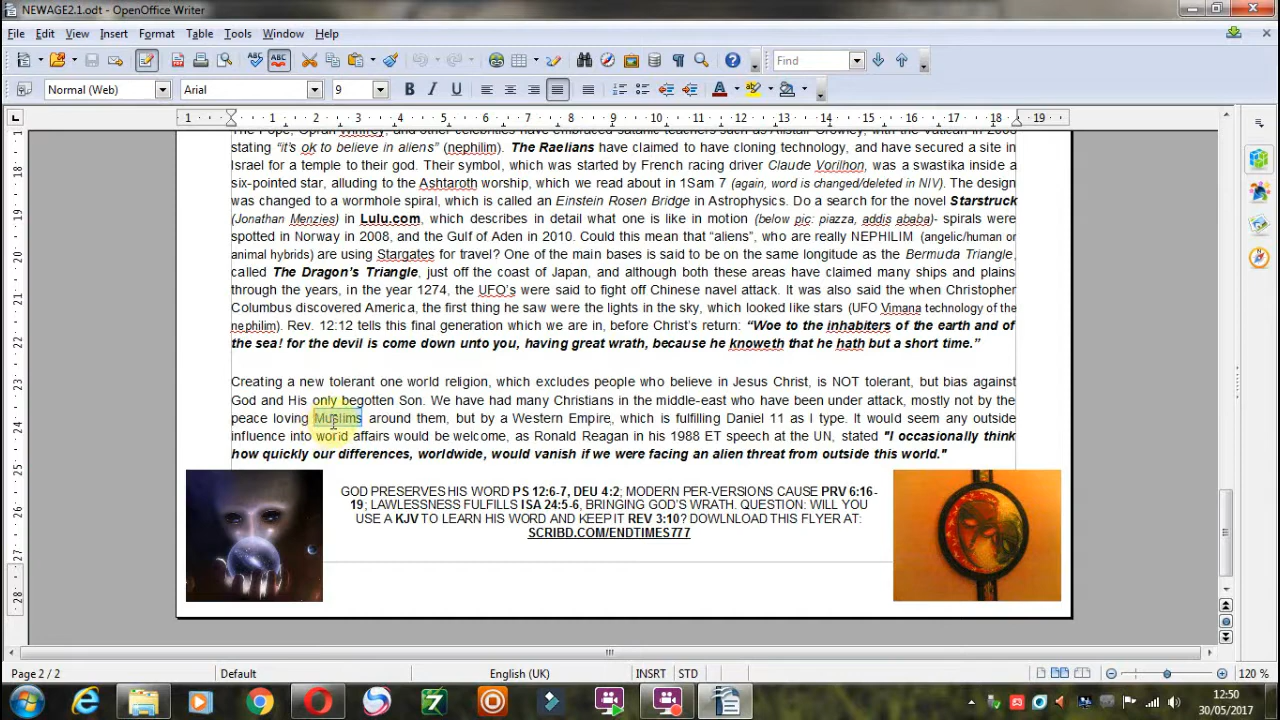 NEWAGE2.1.odt - OpenOffice Writer
File Edit View Insert Format Table Tools Window Help
Find
Normal (Web) Arial 9
1 1 2 3 4 5 6 7 8 9 10 11 12 13 14 15 16 17 18 19
stating “it’s ok to believe in aliens” (nephilim). The Raelians have claimed to have cloning technology, and have secured a site in
Israel for a temple to their god. Their symbol, which was started by French racing driver Claude Vorilhon, was a swastika inside a
six-pointed star, alluding to the Ashtaroth worship, which we read about in 1Sam 7 (again, word is changed/deleted in NIV). The design
was changed to a wormhole spiral, which is called an Einstein Rosen Bridge in Astrophysics. Do a search for the novel Starstruck
(Jonathan Menzies) in Lulu.com, which describes in detail what one is like in motion (below pic: piazza, addis ababa)- spirals were
spotted in Norway in 2008, and the Gulf of Aden in 2010. Could this mean that “aliens”, who are really NEPHILIM (angelic/human or
animal hybrids) are using Stargates for travel? One of the main bases is said to be on the same longitude as the Bermuda Triangle,
called The Dragon’s Triangle, just off the coast of Japan, and although both these areas have claimed many ships and plains
through the years, in the year 1274, the UFO’s were said to fight off Chinese navel attack. It was also said the when Christopher
Columbus discovered America, the first thing he saw were the lights in the sky, which looked like stars (UFO Vimana technology of the
nephilim). Rev. 12:12 tells this final generation which we are in, before Christ’s return: “Woe to the inhabiters of the earth and of
the sea! for the devil is come down unto you, having great wrath, because he knoweth that he hath but a short time.”
Creating a new tolerant one world religion, which excludes people who believe in Jesus Christ, is NOT tolerant, but bias against
God and His only begotten Son. We have had many Christians in the middle-east who have been under attack, mostly not by the
peace loving Muslims around them, but by a Western Empire, which is fulfilling Daniel 11 as I type. It would seem any outside
influence into world affairs would be welcome, as Ronald Reagan in his 1988 ET speech at the UN, stated "I occasionally think
how quickly our differences, worldwide, would vanish if we were facing an alien threat from outside this world."
GOD PRESERVES HIS WORD PS 12:6-7, DEU 4:2; MODERN PER-VERSIONS CAUSE PRV 6:16-
19; LAWLESSNESS FULFILLS ISA 24:5-6, BRINGING GOD’S WRATH. QUESTION: WILL YOU
USE A KJV TO LEARN HIS WORD AND KEEP IT REV 3:10? DOWNLOAD THIS FLYER AT:
SCRIBD.COM/ENDTIMES777
Page 2 / 2 Default English (UK) INSRT STD 120 %
12:50
30/05/2017